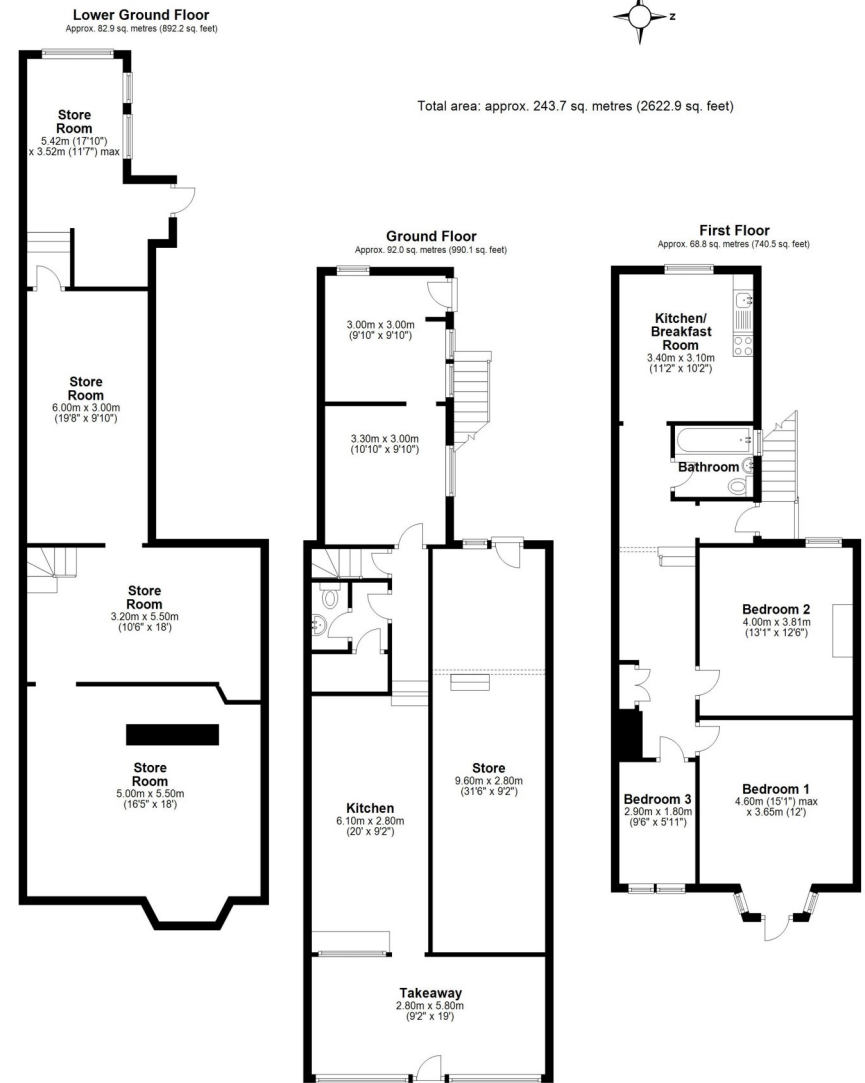 Lower Ground Floor
Approx. 82.9 sq. metres (892.2 sq. feet)
Store
Room
5.42m (17'10")
x 3.52m (11'7") max
Store
Room
6.00m x 3.00m
(19'8" x 9'10")
Store
Room
3.20m x 5.50m
(10'6" x 18')
Store
Room
5.00m x 5.50m
(16'5" x 18')
Z
Total area: approx. 243.7 sq. metres (2622.9 sq. feet)
Ground Floor
Approx. 92.0 sq. metres (990.1 sq. feet)
3.00m x 3.00m
(9'10" x 9'10")
3.30m x 3.00m
(10'10" x 9'10")
Kitchen
6.10m x 2.80m
(20' x 9'2")
Store
9.60m x 2.80m
(31'6" x 9'2")
Takeaway
2.80m x 5.80m
(9'2" x 19')
First Floor
Approx. 68.8 sq. metres (740.5 sq. feet)
Kitchen/
Breakfast
Room
3.40m x 3.10m
(11'2" x 10'2")
Bathroom
Bedroom 2
4.00m x 3.81m
(13'1" x 12'6")
Bedroom 1
4.60m (15'1") max
x 3.65m (12')
Bedroom 3
2.90m x 1.80m
(9'6" x 5'11")